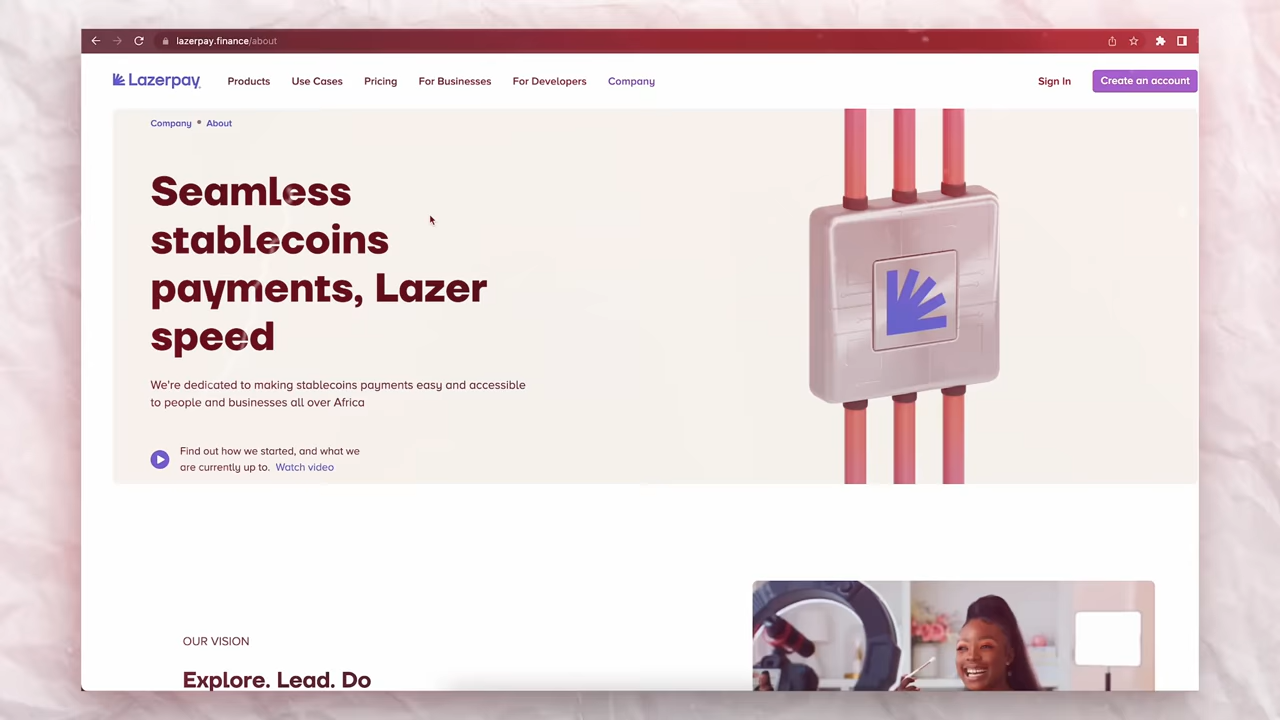 lazerpay.finance/about
Lazerpay
Products
Use Cases
Pricing
For Businesses
For Developers
Company
Sign In
Create an account
Company • About
Seamless
stablecoins
payments, Lazer
speed
We're dedicated to making stablecoins payments easy and accessible
to people and businesses all over Africa
Find out how we started, and what we
are currently up to. Watch video
OUR VISION
Explore. Lead. Do